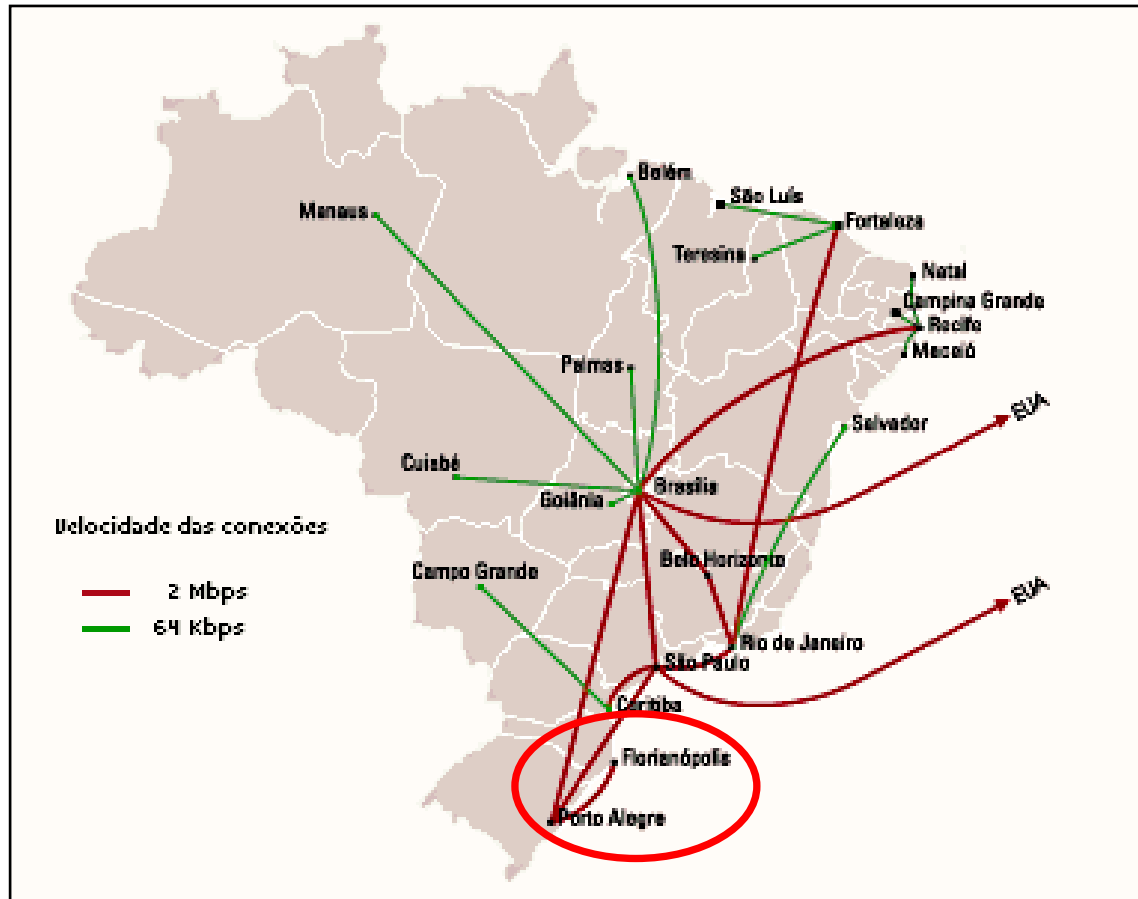 Belém
São Luís
Manaus
Fortaleza
Teresina
Natal
Campina Grande
Recife
Maceió
Palmas
EUA
Salvador
Cuiabá
Brasília
Goiânia
Velocidade das conexões
Belo Horizonte
Campo Grande
2 Mbps
EUA
64 Kbps
Rio de Janeiro
São Paulo
Curitiba
Florianópolis
Porto Alegre